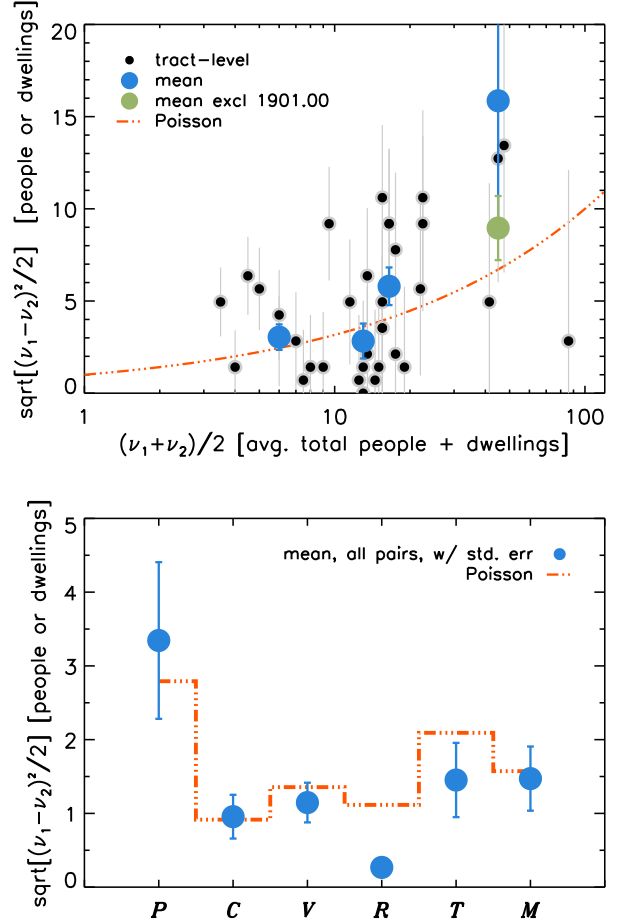 sqrt[(ν₁−ν₂)²/2] [people or dwellings]
20
15
10
5
0
tract−level
mean
mean excl 1901.00
Poisson
1
10
100
(ν₁+ν₂)/2 [avg. total people + dwellings]
sqrt[(ν₁−ν₂)²/2] [people or dwellings]
5
4
3
2
1
0
mean, all pairs, w/ std. err
Poisson
P C V R T M